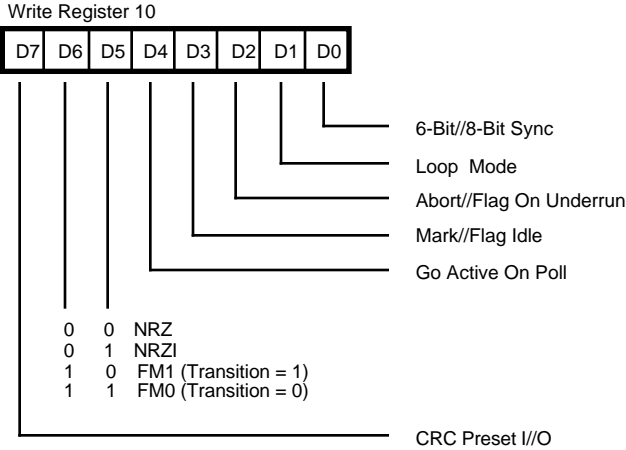 Write Register 10
D7 D6 D5 D4 D3 D2 D1 D0
6-Bit//8-Bit Sync
Loop Mode
Abort//Flag On Underrun
Mark//Flag Idle
Go Active On Poll
0 0 NRZ
0 1 NRZI
1 0 FM1 (Transition = 1)
1 1 FM0 (Transition = 0)
CRC Preset I//O